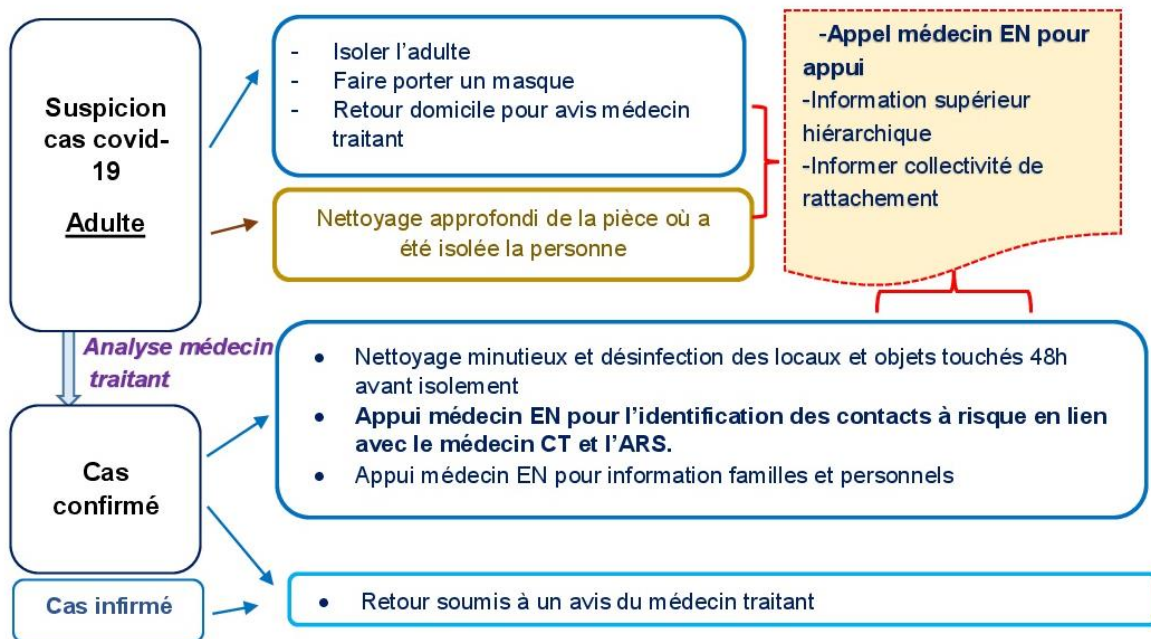 Suspicion
cas covid-
19
Adulte
- Isoler l'adulte
- Faire porter un masque
- Retour domicile pour avis médecin
traitant
Nettoyage approfondi de la pièce où a
été isolée la personne
-Appel médecin EN pour
appui
-Information supérieur
hiérarchique
-Informer collectivité de
rattachement
Analyse médecin
traitant
Cas
confirmé
• Nettoyage minutieux et désinfection des locaux et objets touchés 48h
avant isolement
• Appui médecin EN pour l'identification des contacts à risque en lien
avec le médecin CT et l'ARS.
• Appui médecin EN pour information familles et personnels
Cas infirmé
• Retour soumis à un avis du médecin traitant